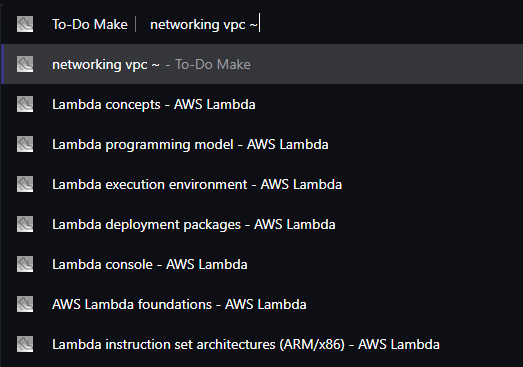 To-Do Make | networking vpc ~
networking vpc ~ - To-Do Make
Lambda concepts - AWS Lambda
Lambda programming model - AWS Lambda
Lambda execution environment - AWS Lambda
Lambda deployment packages - AWS Lambda
Lambda console - AWS Lambda
AWS Lambda foundations - AWS Lambda
Lambda instruction set architectures (ARM/x86) - AWS Lambda